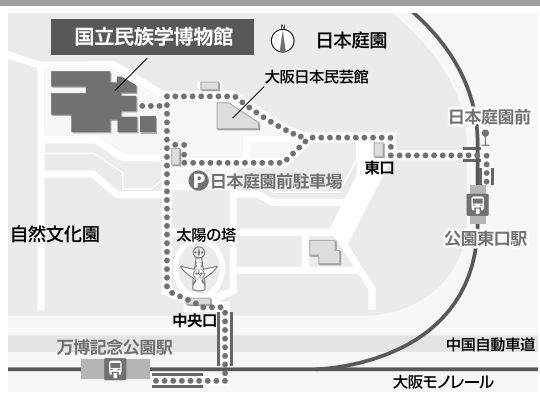 国立民族学博物館
N
日本庭園
大阪日本民芸館
日本庭園前
東口
P日本庭園前駐車場
自然文化園
太陽の塔
公園東口駅
中央口
万博記念公園駅
中国自動車道
大阪モノレール